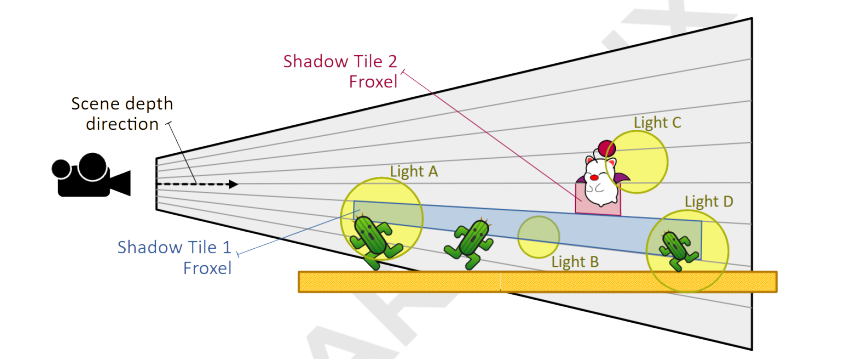 Shadow Tile 2
Froxel
Scene depth
direction
Light C
Light A
Light D
Shadow Tile 1
Froxel
Light B